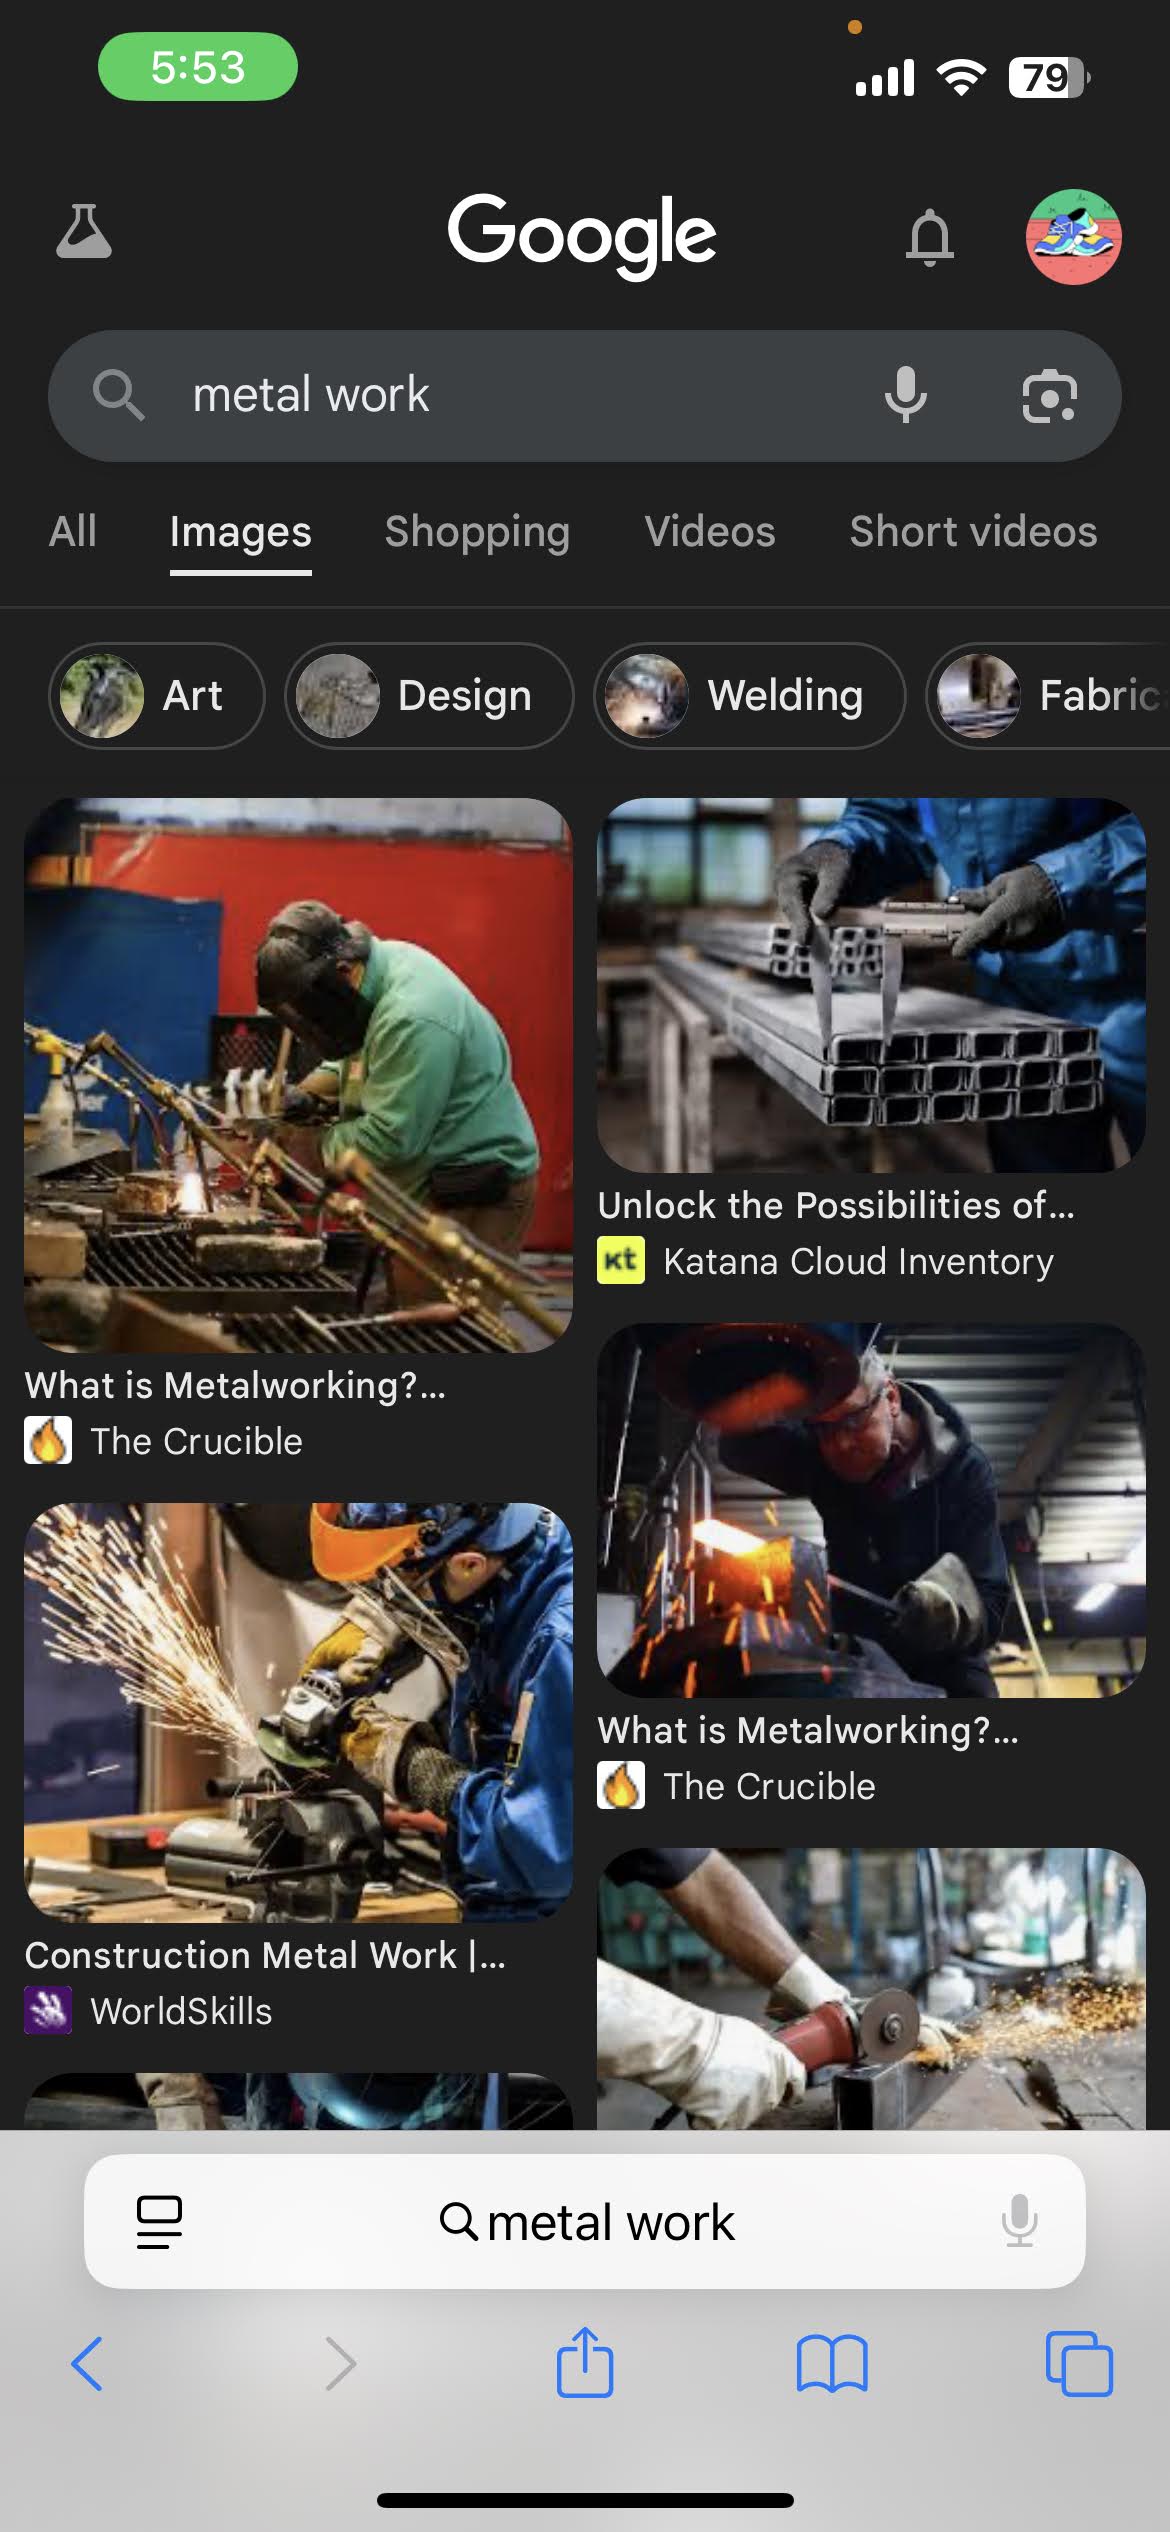 5:53
79
Google
metal work
All Images Shopping Videos Short videos
Art Design Welding Fabric
What is Metalworking?...
The Crucible
Construction Metal Work |...
WorldSkills
Unlock the Possibilities of...
Kt Katana Cloud Inventory
What is Metalworking?...
The Crucible
metal work